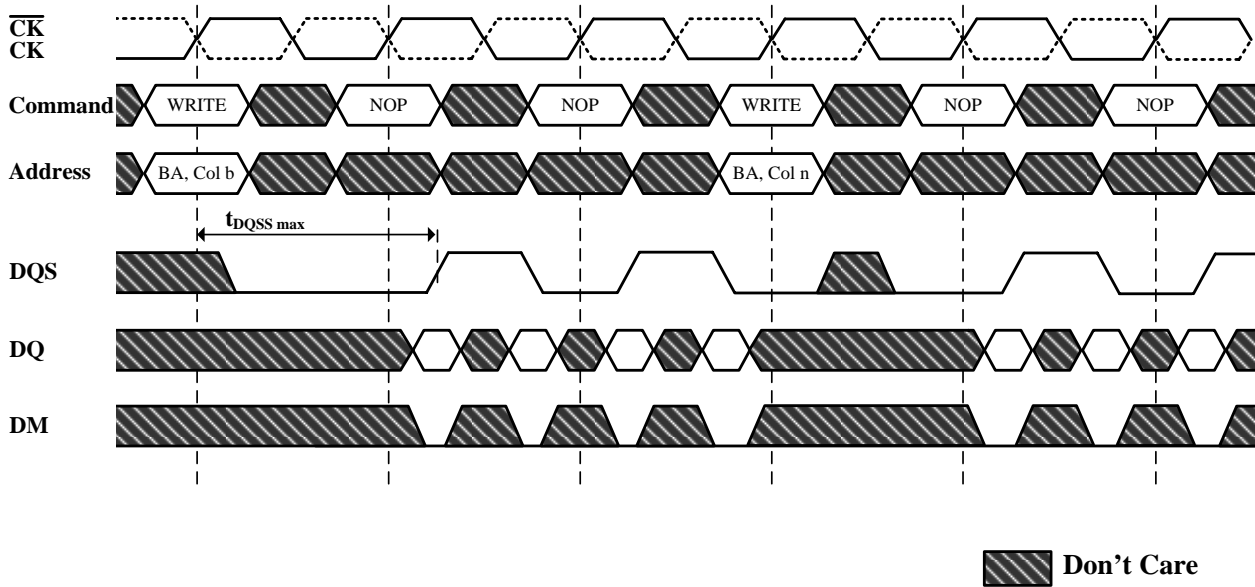 C̅K̅
CK
Command WRITE NOP NOP WRITE NOP NOP
Address BA, Col b BA, Col n
tDQSS max
DQS
DQ
DM
Don't Care